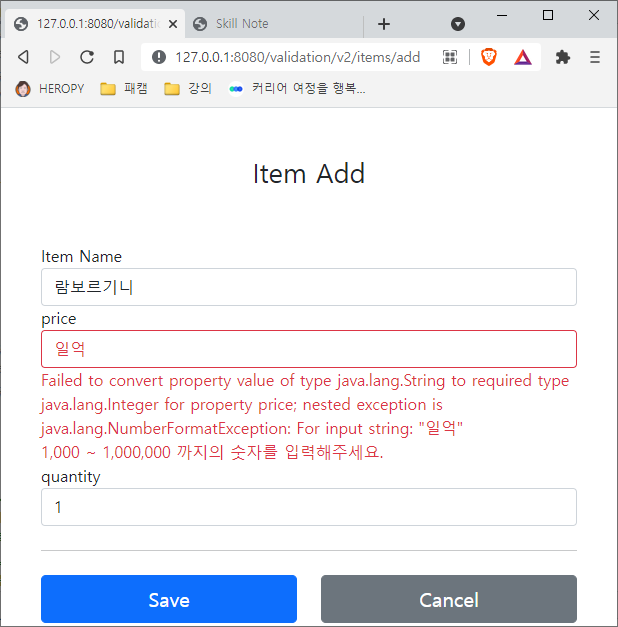 127.0.0.1:8080/validatio
Skill Note
127.0.0.1:8080/validation/v2/items/add
HEROPY 패캠 강의 커리어 여정을 행복...
Item Add
Item Name
람보르기니
price
일억
Failed to convert property value of type java.lang.String to required type
java.lang.Integer for property price; nested exception is
java.lang.NumberFormatException: For input string: "일억"
1,000 ~ 1,000,000 까지의 숫자를 입력해주세요.
quantity
1
Save Cancel